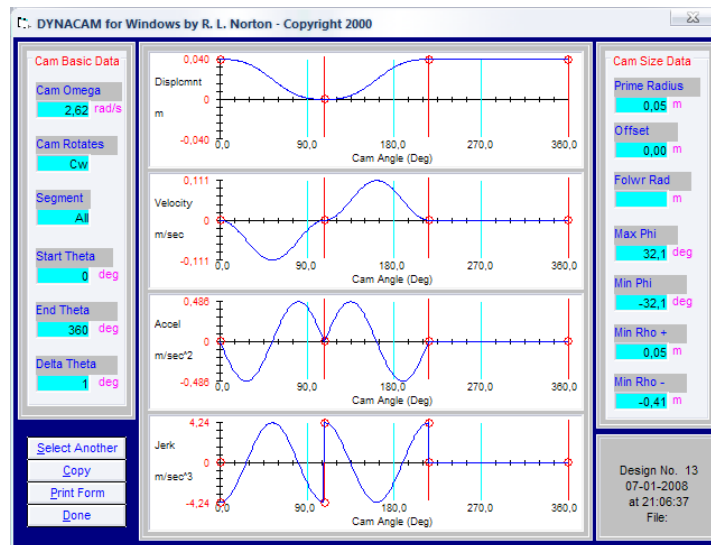 DYNACAM for Windows by R. L. Norton - Copyright 2000
Cam Basic Data
Cam Omega
2,62 rad/s
Cam Rotates
Cw
Segment
All
Start Theta
0 deg
End Theta
360 deg
Delta Theta
1 deg
Select Another
Copy
Print Form
Done
0,040
Displcmnt
0
m
-0,040
0,0 90,0 180,0 270,0 360,0
Cam Angle (Deg)
0,111
Velocity
0
m/sec
-0,111
0,0 90,0 180,0 270,0 360,0
Cam Angle (Deg)
0,486
Accel
0
m/sec^2
-0,486
0,0 90,0 180,0 270,0 360,0
Cam Angle (Deg)
4,24
Jerk
0
m/sec^3
-4,24
0,0 90,0 180,0 270,0 360,0
Cam Angle (Deg)
Cam Size Data
Prime Radius
0,05 m
Offset
0,00 m
Folwr Rad
m
Max Phi
32,1 deg
Min Phi
-32,1 deg
Min Rho +
0,05 m
Min Rho -
-0,41 m
Design No. 13
07-01-2008
at 21:06:37
File: